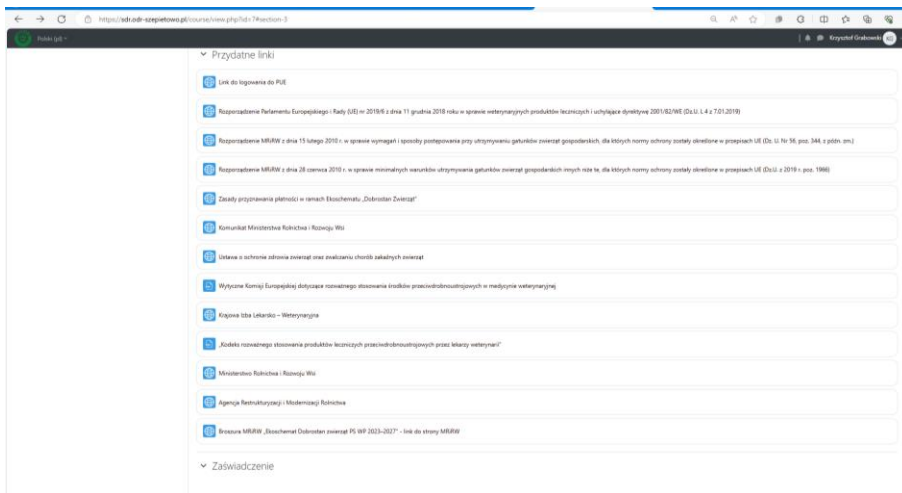 https://sdr.odr-szepietowo.pl/course/view.php?id=7#section-3
Polski (pl)
Krzysztof Grabowski KG
Przydatne linki
Link do logowania do PUE
Rozporządzenie Parlamentu Europejskiego i Rady (UE) nr 2019/6 z dnia 11 grudnia 2018 roku w sprawie weterynaryjnych produktów leczniczych i uchylające dyrektywę 2001/82/WE (Dz.U. L 4 z 7.01.2019)
Rozporządzenie MRiRW z dnia 15 lutego 2010 r. w sprawie wymagań i sposoby postępowania przy utrzymywaniu gatunków zwierząt gospodarskich, dla których normy ochrony zostały określone w przepisach UE (Dz. U. Nr 56, poz. 344, z późn. zm.)
Rozporządzenie MRiRW z dnia 28 czerwca 2010 r. w sprawie minimalnych warunków utrzymywania gatunków zwierząt gospodarskich innych niże te, dla których normy ochrony zostały określone w przepisach UE (Dz.U. z 2019 r. poz. 1966)
Zasady przyznawania płatności w ramach Ekoschematu „Dobrostan Zwierząt"
Komunikat Ministerstwa Rolnictwa i Rozwoju Wsi
Ustawa o ochronie zdrowia zwierząt oraz zwalczaniu chorób zakaźnych zwierząt
Wytyczne Komisji Europejskiej dotyczące rozważnego stosowania środków przeciwdrobnoustrojowych w medycynie weterynaryjnej
Krajowa Izba Lekarsko – Weterynaryjna
„Kodeks rozważnego stosowania produktów leczniczych przeciwdrobnoustrojowych przez lekarzy weterynarii"
Ministerstwo Rolnictwa i Rozwoju Wsi
Agencja Restrukturyzacji i Modernizacji Rolnictwa
Broszura MRiRW „Ekoschemat Dobrostan zwierząt PS WP 2023–2027" - link do strony MRiRW
Zaświadczenie